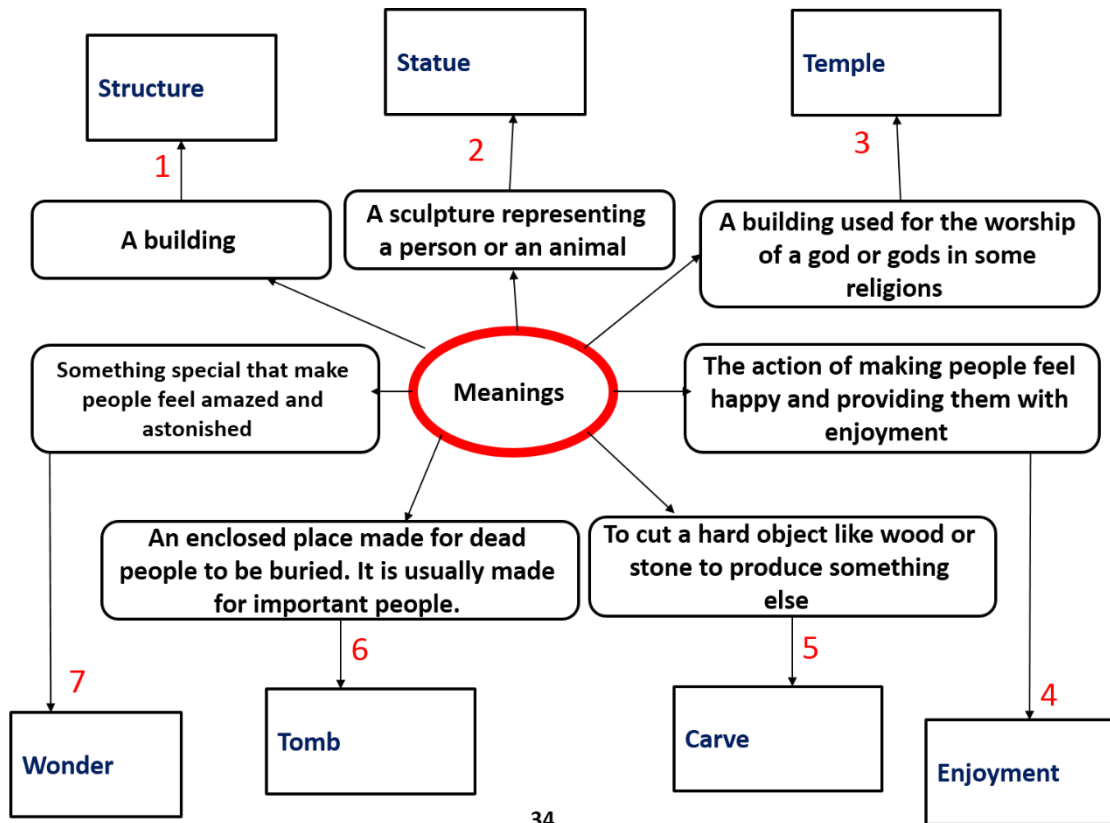 Structure
Statue
Temple
1
2
3
A building
A sculpture representing
a person or an animal
A building used for the worship
of a god or gods in some
religions
Something special that make
people feel amazed and
astonished
Meanings
The action of making people feel
happy and providing them with
enjoyment
An enclosed place made for dead
people to be buried. It is usually made
for important people.
To cut a hard object like wood or
stone to produce something
else
7
6
5
4
Wonder
Tomb
Carve
Enjoyment
34